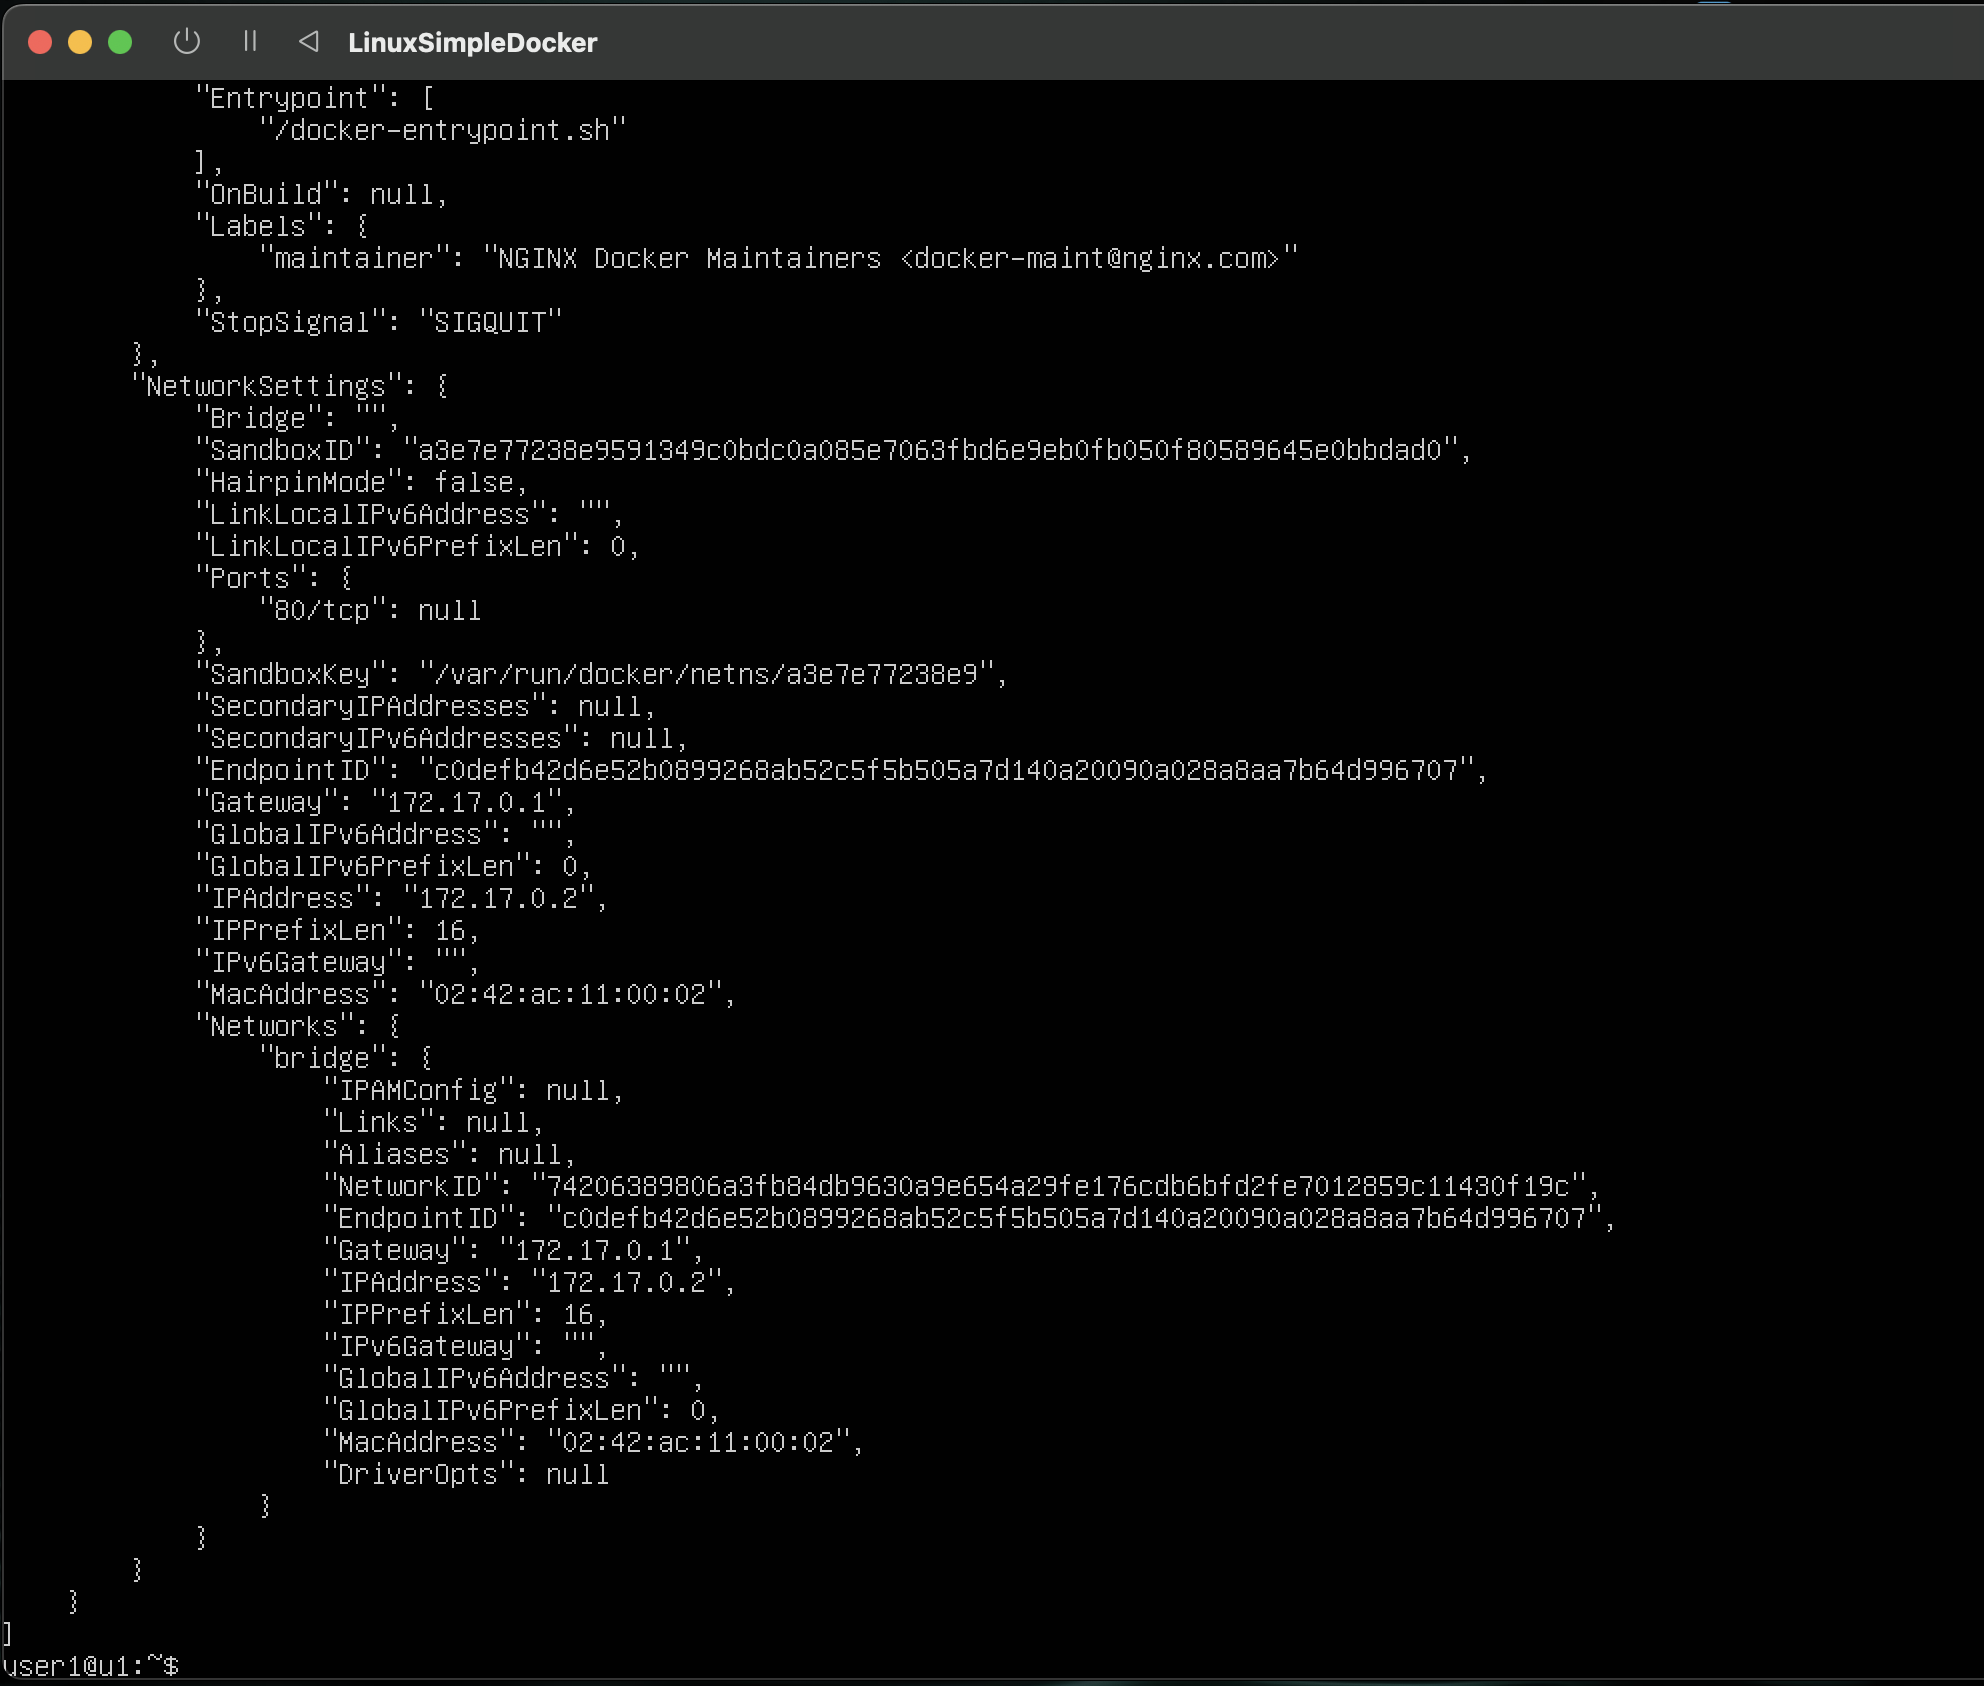 LinuxSimpleDocker
"Entrypoint": [
"/docker-entrypoint.sh"
],
"OnBuild": null,
"Labels": {
"maintainer": "NGINX Docker Maintainers <docker-maint@nginx.com>"
},
"StopSignal": "SIGQUIT"
},
"NetworkSettings": {
"Bridge": "",
"SandboxID": "a3e7e77238e9591349c0bdc0a085e7063fbd6e9eb0fb050f80589645e0bbdad0",
"HairpinMode": false,
"LinkLocalIPv6Address": "",
"LinkLocalIPv6PrefixLen": 0,
"Ports": {
"80/tcp": null
},
"SandboxKey": "/var/run/docker/netns/a3e7e77238e9",
"SecondaryIPAddresses": null,
"SecondaryIPv6Addresses": null,
"EndpointID": "c0defb42d6e52b0899268ab52c5f5b505a7d140a20090a028a8aa7b64d996707",
"Gateway": "172.17.0.1",
"GlobalIPv6Address": "",
"GlobalIPv6PrefixLen": 0,
"IPAddress": "172.17.0.2",
"IPPrefixLen": 16,
"IPv6Gateway": "",
"MacAddress": "02:42:ac:11:00:02",
"Networks": {
"bridge": {
"IPAMConfig": null,
"Links": null,
"Aliases": null,
"NetworkID": "74206389806a3fb84db9630a9e654a29fe176cdb6bfd2fe7012859c11430f19c",
"EndpointID": "c0defb42d6e52b0899268ab52c5f5b505a7d140a20090a028a8aa7b64d996707",
"Gateway": "172.17.0.1",
"IPAddress": "172.17.0.2",
"IPPrefixLen": 16,
"IPv6Gateway": "",
"GlobalIPv6Address": "",
"GlobalIPv6PrefixLen": 0,
"MacAddress": "02:42:ac:11:00:02",
"DriverOpts": null
}
}
}
}
]
user1@u1:~$